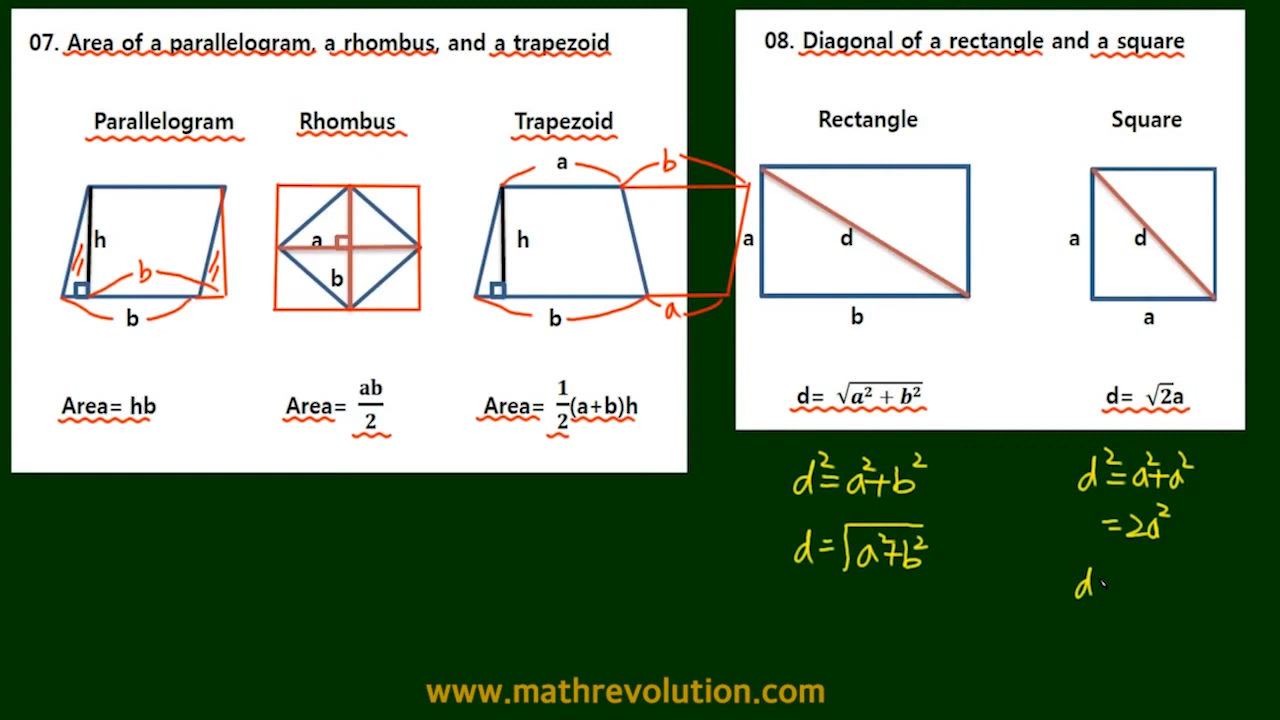 07. Area of a parallelogram, a rhombus, and a trapezoid
Parallelogram
Rhombus
Trapezoid
h
b
b
Area= hb
a
b
Area= ab/2
a
b
h
b
a
Area= 1/2(a+b)h
08. Diagonal of a rectangle and a square
Rectangle
Square
a
d
b
d= √a² + b²
a
d
a
d= √2a
d²=a²+b²
d=√a²+b²
d²=a²+a²
=2a²
d
www.mathrevolution.com